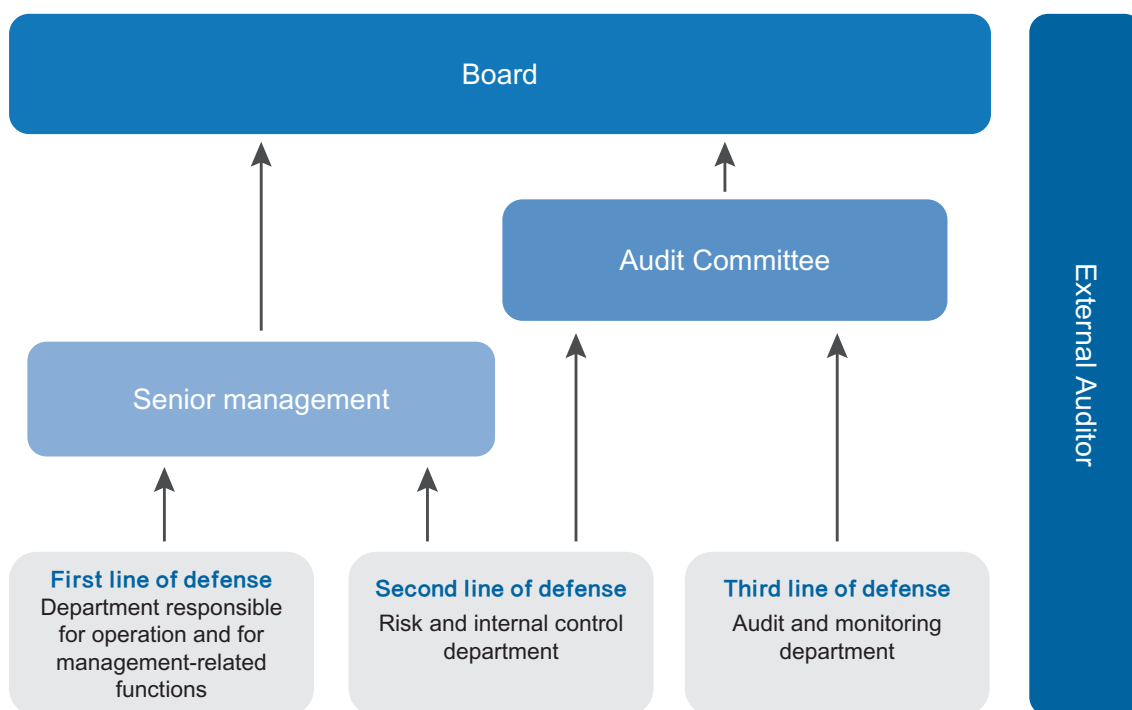 Board
Audit Committee
Senior management
First line of defense
Department responsible
for operation and for
management-related
functions
Second line of defense
Risk and internal control
department
Third line of defense
Audit and monitoring
department
External Auditor